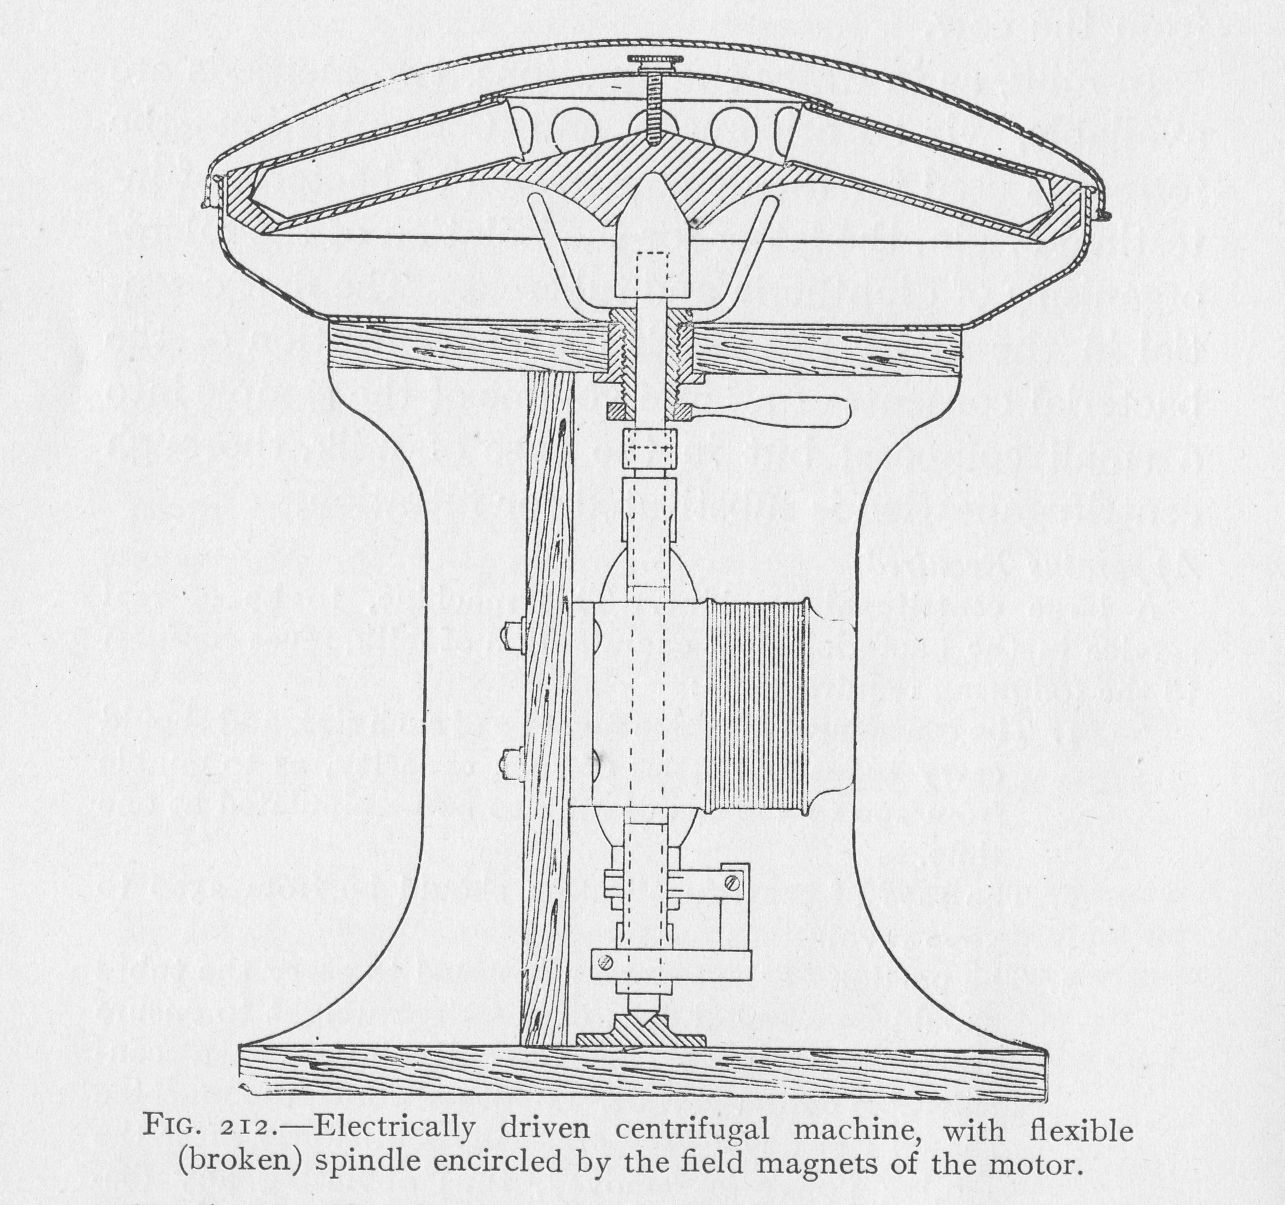 FIG. 212.—Electrically driven centrifugal machine, with flexible
(broken) spindle encircled by the field magnets of the motor.